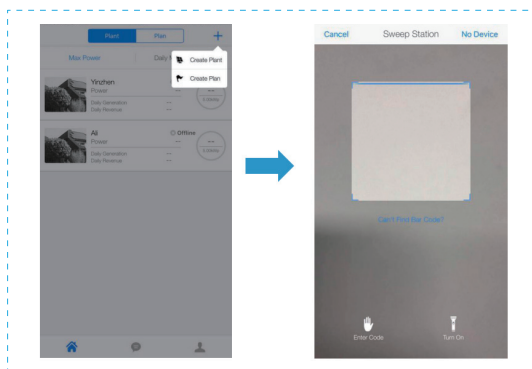 Plant Plan +
Max Power Daily
Create Plant
Create Plan
Yinzhen
Power --
Daily Generation --
Daily Revenue --
Ali Offline
Power --
Daily Generation --
Daily Revenue --
Cancel Sweep Station No Device
Can't Find Bar Code?
Enter Code Turn On